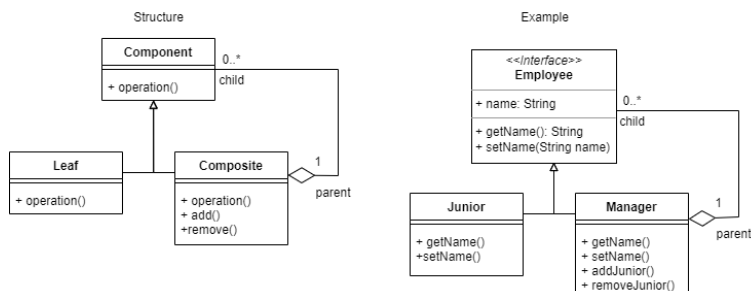 Structure
Component
+ operation()
0..*
child
Leaf
+ operation()
Composite
+ operation()
+ add()
+remove()
1
parent
Example
<<Interface>>
Employee
+ name: String
+ getName(): String
+ setName(String name)
0..*
child
Junior
+ getName()
+setName()
Manager
+ getName()
+ setName()
+ addJunior()
+ removeJunior()
1
parent